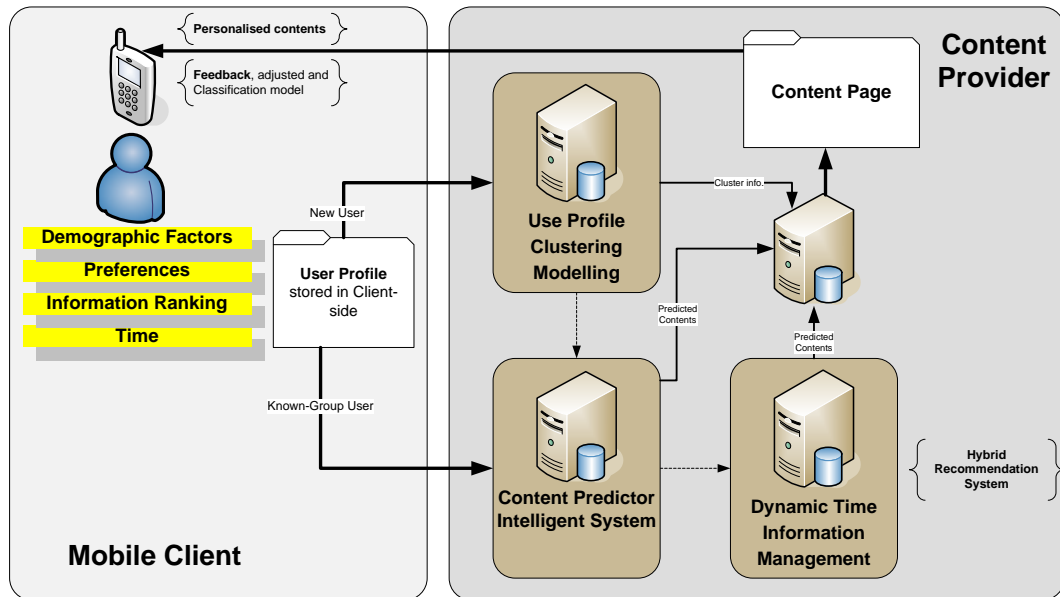 Personalised contents
Feedback, adjusted and
Classification model
Demographic Factors
Preferences
Information Ranking
Time
New User
User Profile
stored in Client-
side
Known-Group User
Mobile Client
Content
Provider
Content Page
Use Profile
Clustering
Modelling
Cluster info.
Predicted
Contents
Predicted
Contents
Content Predictor
Intelligent System
Dynamic Time
Information
Management
Hybrid
Recommendation
System